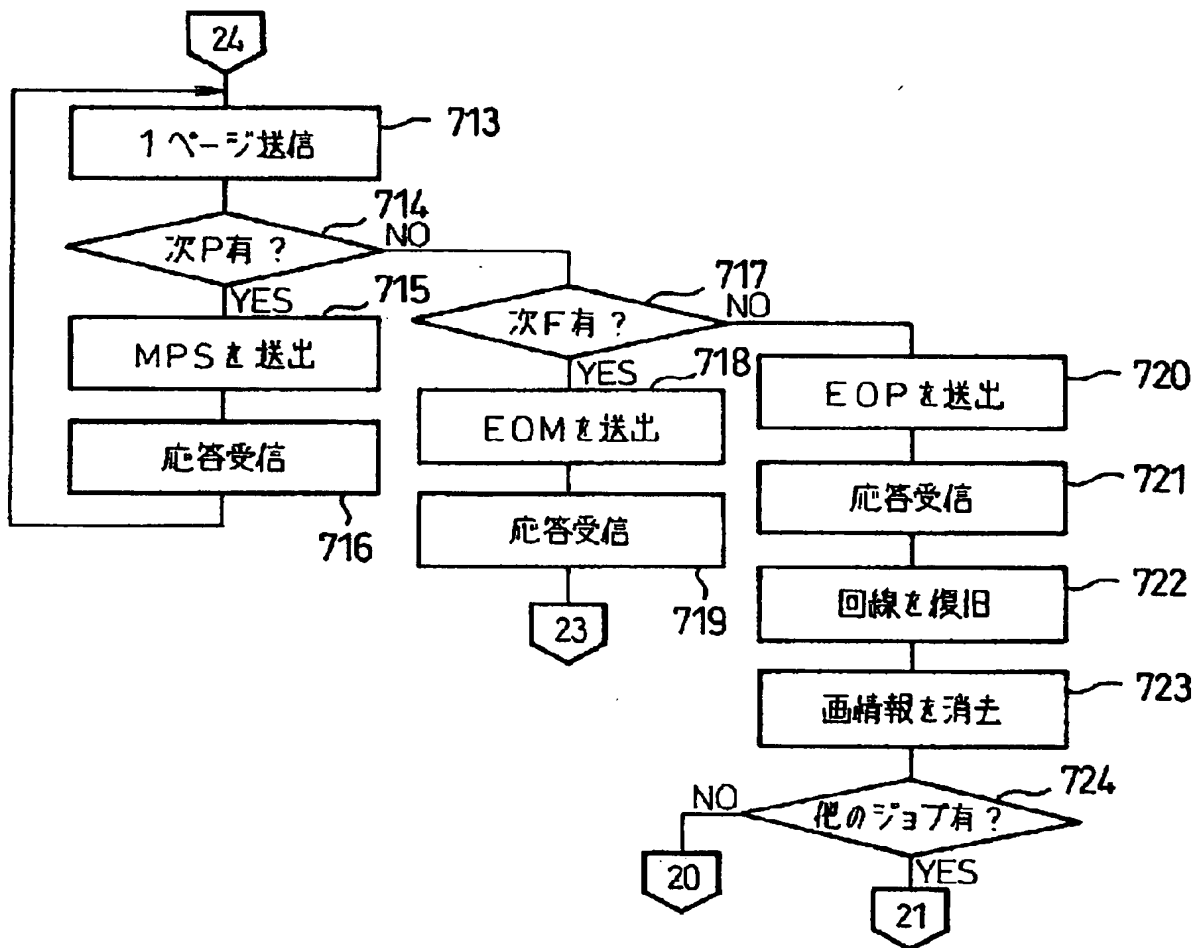 24
1ページ送信
713
次P有?
714
NO
YES
MPSを送出
715
応答受信
716
次F有?
717
NO
YES
EOMを送出
718
応答受信
719
23
EOPを送出
720
応答受信
721
回線を復旧
722
画情報を消去
723
他のジョブ有?
724
NO
YES
20
21